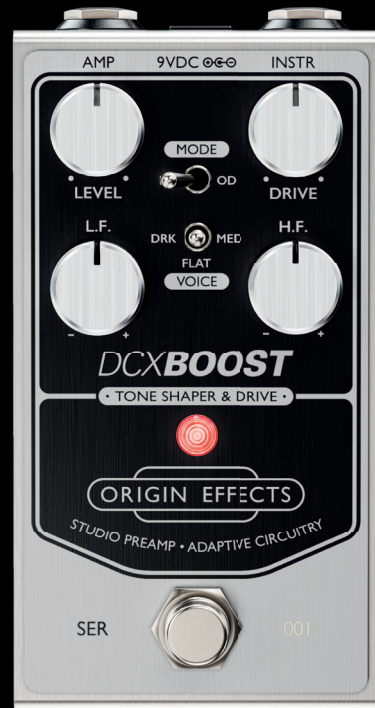 AMP 9VDC INSTR
MODE
OD
LEVEL DRIVE
L.F. H.F.
DRK MED
FLAT
VOICE
- + - +
DCXBOOST
• TONE SHAPER & DRIVE •
ORIGIN EFFECTS
STUDIO PREAMP • ADAPTIVE CIRCUITRY
SER 001